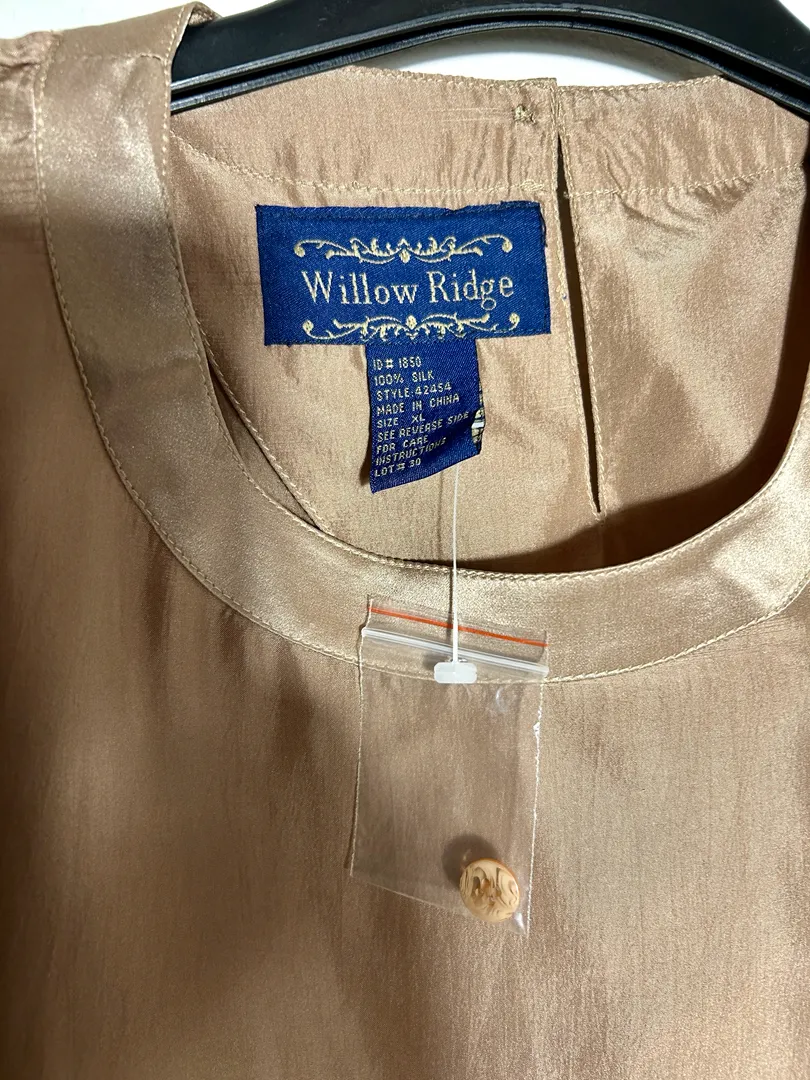 Willow Ridge
ID# 1850
100% SILK
STYLE:42454
MADE IN CHINA
SIZE: XL
SEE REVERSE SIDE
FOR CARE
INSTRUCTIONS
LOT# 30